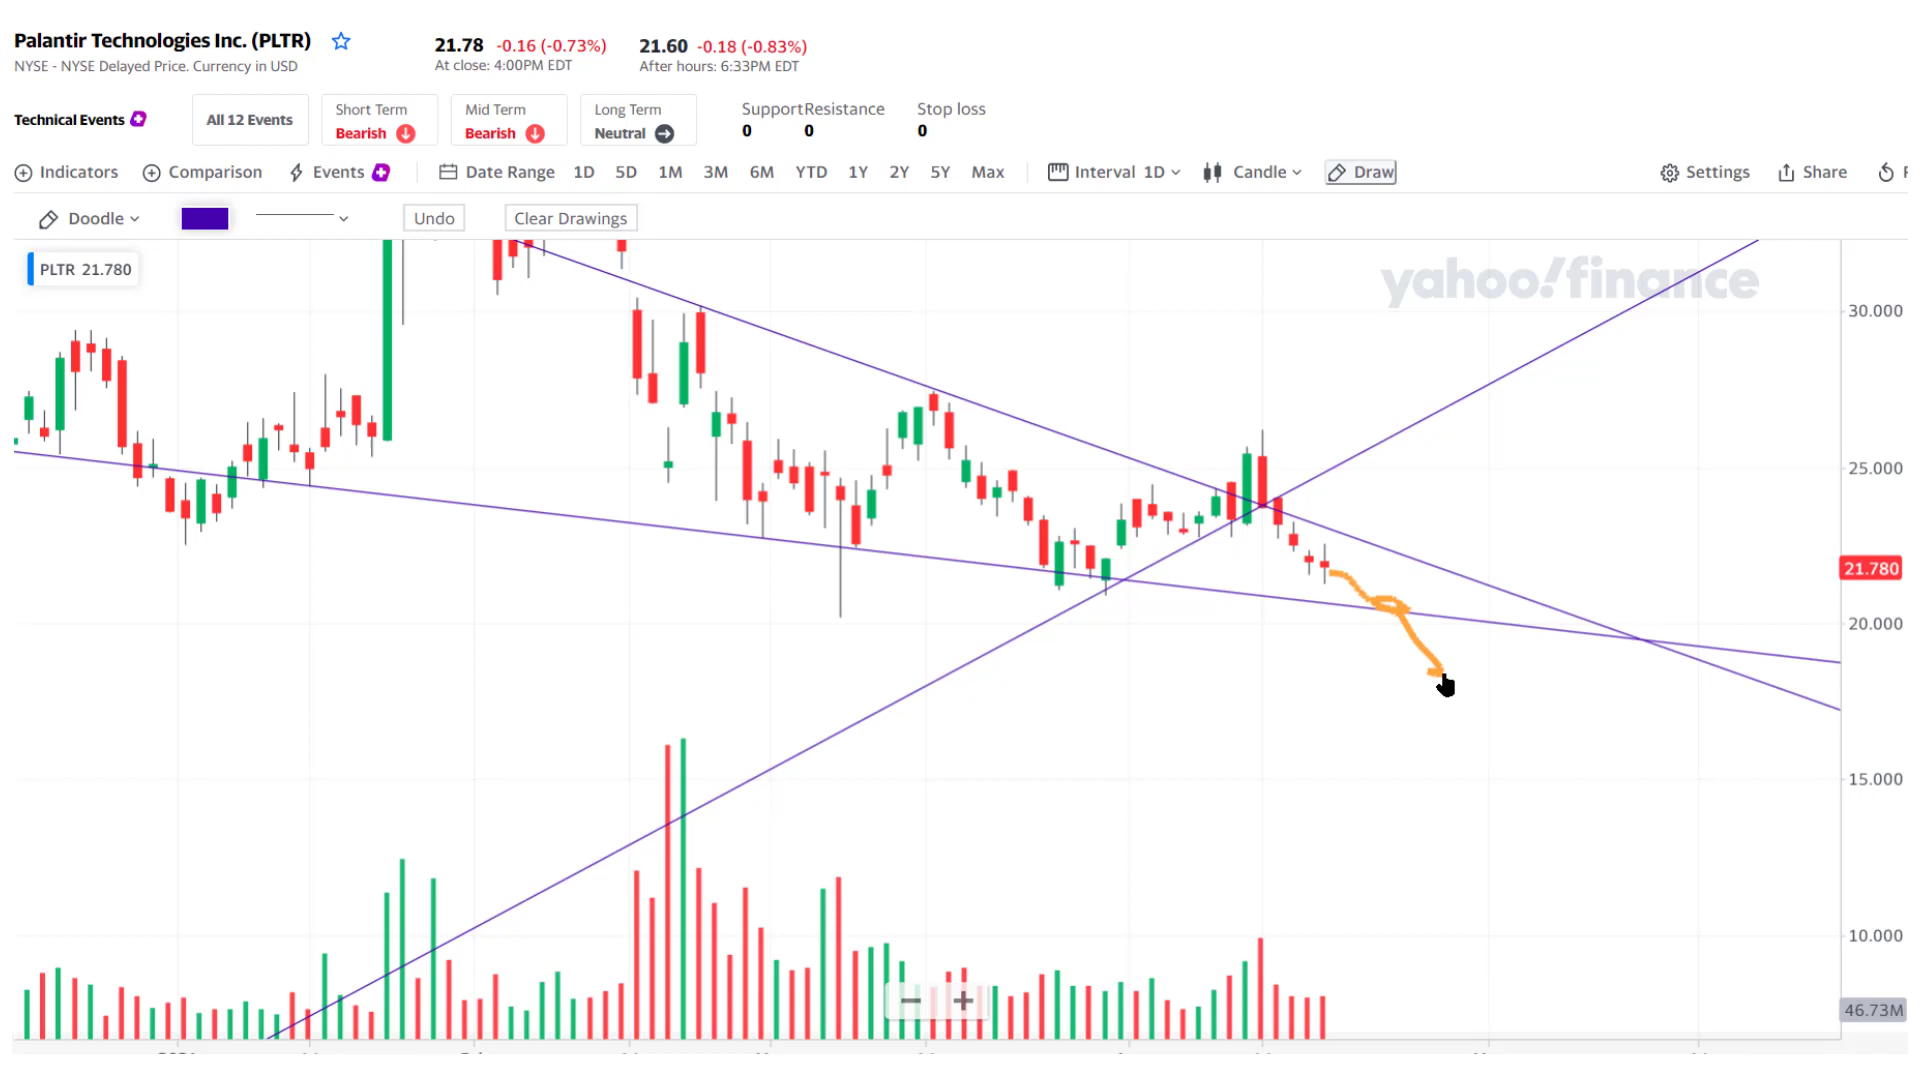 Palantir Technologies Inc. (PLTR)
21.78 -0.16 (-0.73%) 21.60 -0.18 (-0.83%)
NYSE - NYSE Delayed Price. Currency in USD At close: 4:00PM EDT After hours: 6:33PM EDT
Technical Events All 12 Events
Short Term Bearish
Mid Term Bearish
Long Term Neutral
Support Resistance Stop loss
0 0 0
Indicators Comparison Events Date Range 1D 5D 1M 3M 6M YTD 1Y 2Y 5Y Max Interval 1D Candle Draw Settings Share
Doodle Undo Clear Drawings
PLTR 21.780
yahoo!finance
30.000
25.000
21.780
20.000
15.000
10.000
46.73M